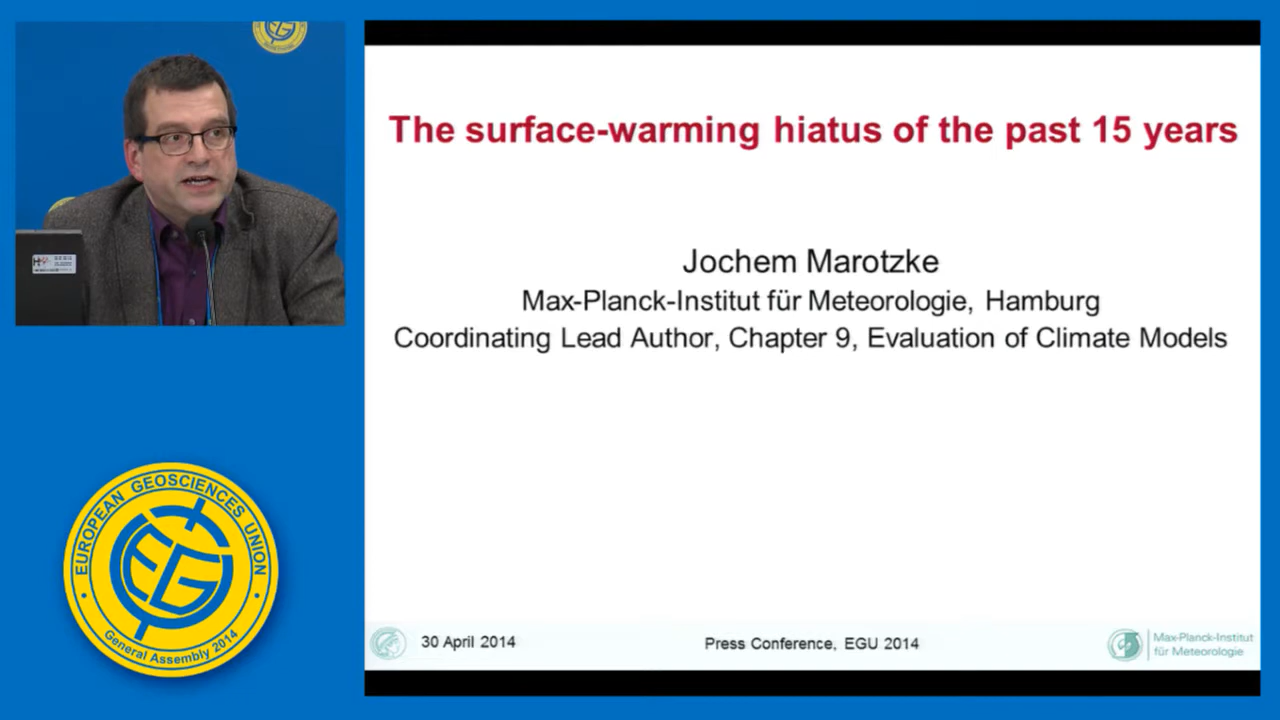 The surface-warming hiatus of the past 15 years
Jochem Marotzke
Max-Planck-Institut für Meteorologie, Hamburg
Coordinating Lead Author, Chapter 9, Evaluation of Climate Models
EUROPEAN GEOSCIENCES UNION
EG
General Assembly 2014
30 April 2014
Press Conference, EGU 2014
Max-Planck-Institut
für Meteorologie